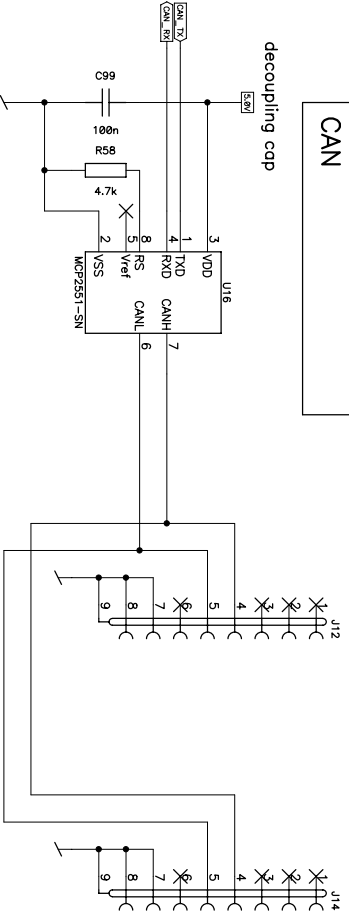 CAN
decoupling cap
5.0V
CAN_TX
CAN_RX
C99
100n
R58
4.7k
U16
3 VDD
1 TXD
4 RXD
8 RS
5 Vref
2 VSS
CANH 7
CANL 6
MCP2551-SN
J12
1
2
3
4
5
6
7
8
9
J14
1
2
3
4
5
6
7
8
9